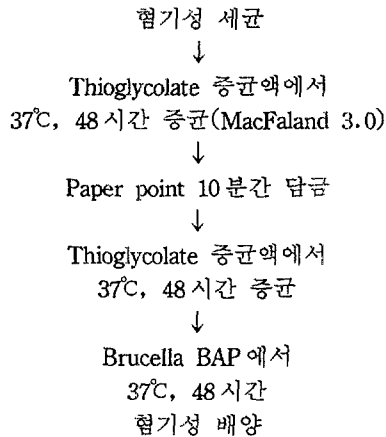 혐기성 세균
↓
Thioglycolate 증균액에서
37℃, 48시간 증균(MacFaland 3.0)
↓
Paper point 10분간 담금
↓
Thioglycolate 증균액에서
37℃, 48시간 증균
↓
Brucella BAP에서
37℃, 48시간
혐기성 배양